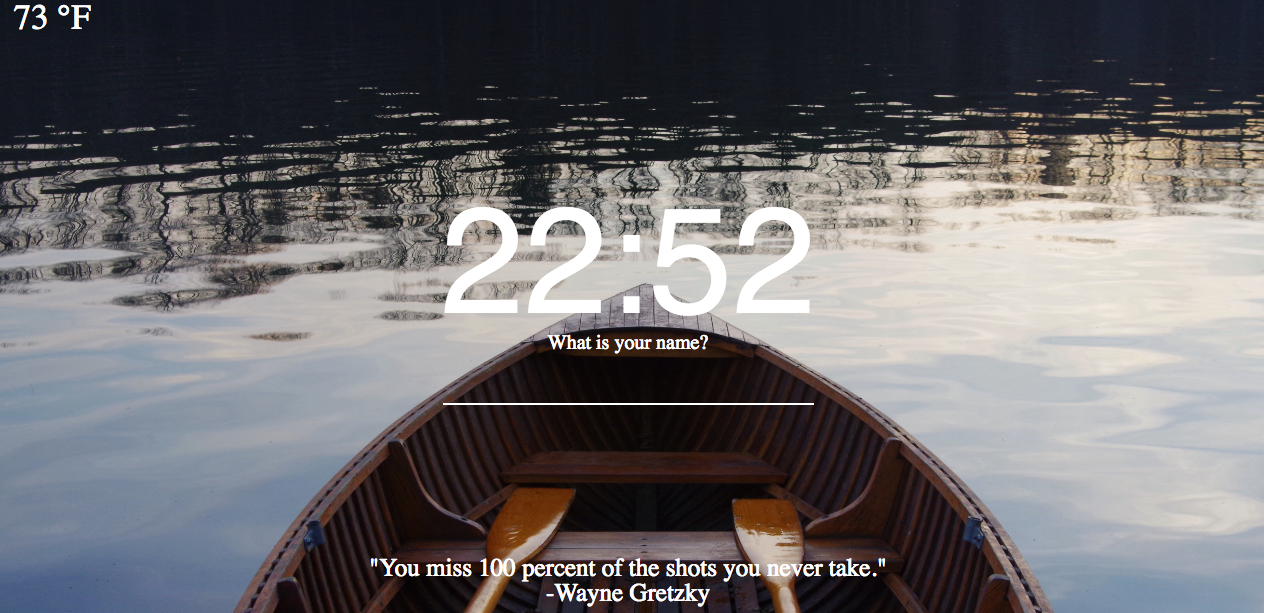 73 °F
22:52
What is your name?
"You miss 100 percent of the shots you never take."
-Wayne Gretzky